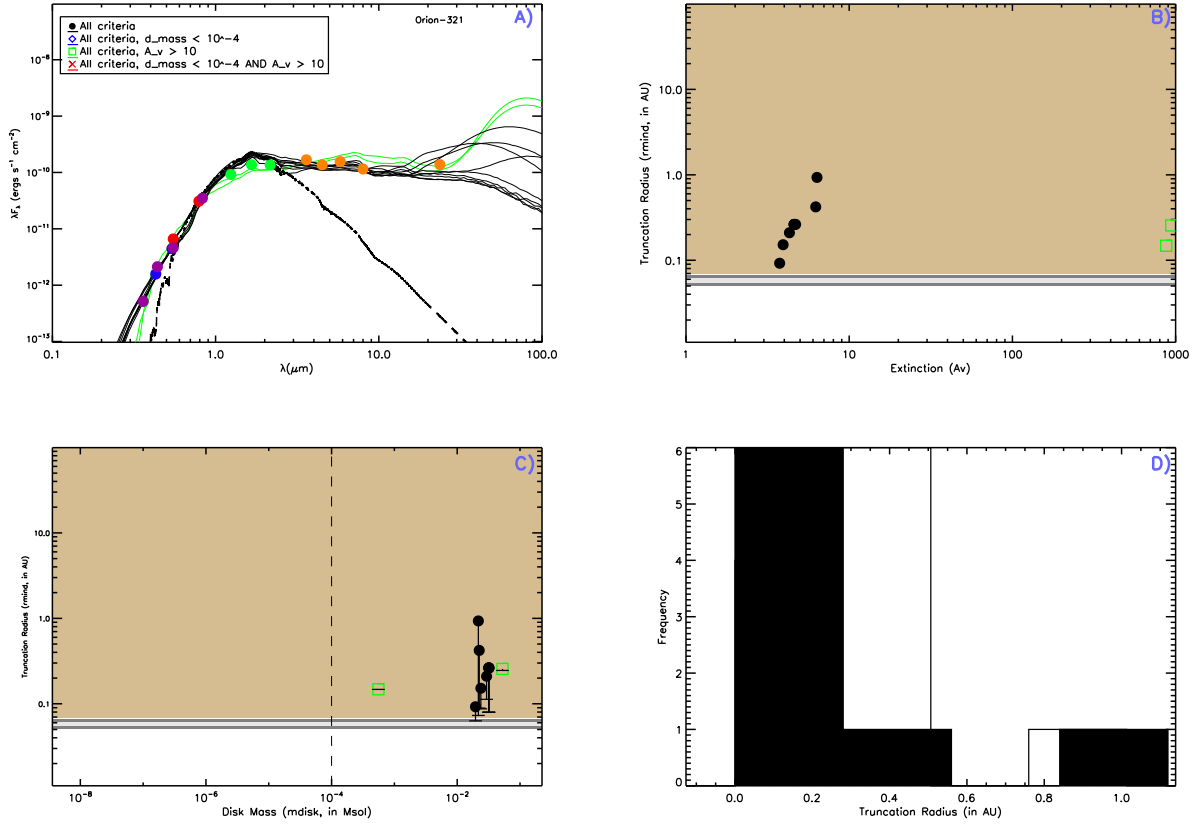 Orion-321
A)
All criteria
All criteria, d_mass < 10^-4
All criteria, A_v > 10
All criteria, d_mass < 10^-4 AND A_v > 10
10-8
10-9
10-10
10-11
10-12
10-13
λFλ (ergs s-1 cm-2)
0.1 1.0 10.0 100.0
λ(μm)
B)
10.0
1.0
0.1
Truncation Radius (rmind, in AU)
1 10 100 1000
Extinction (Av)
C)
10.0
1.0
0.1
Truncation Radius (rmind, in AU)
10-8 10-6 10-4 10-2
Disk Mass (mdisk, in Msol)
D)
6
5
4
3
2
1
0
Frequency
0.0 0.2 0.4 0.6 0.8 1.0
Truncation Radius (in AU)